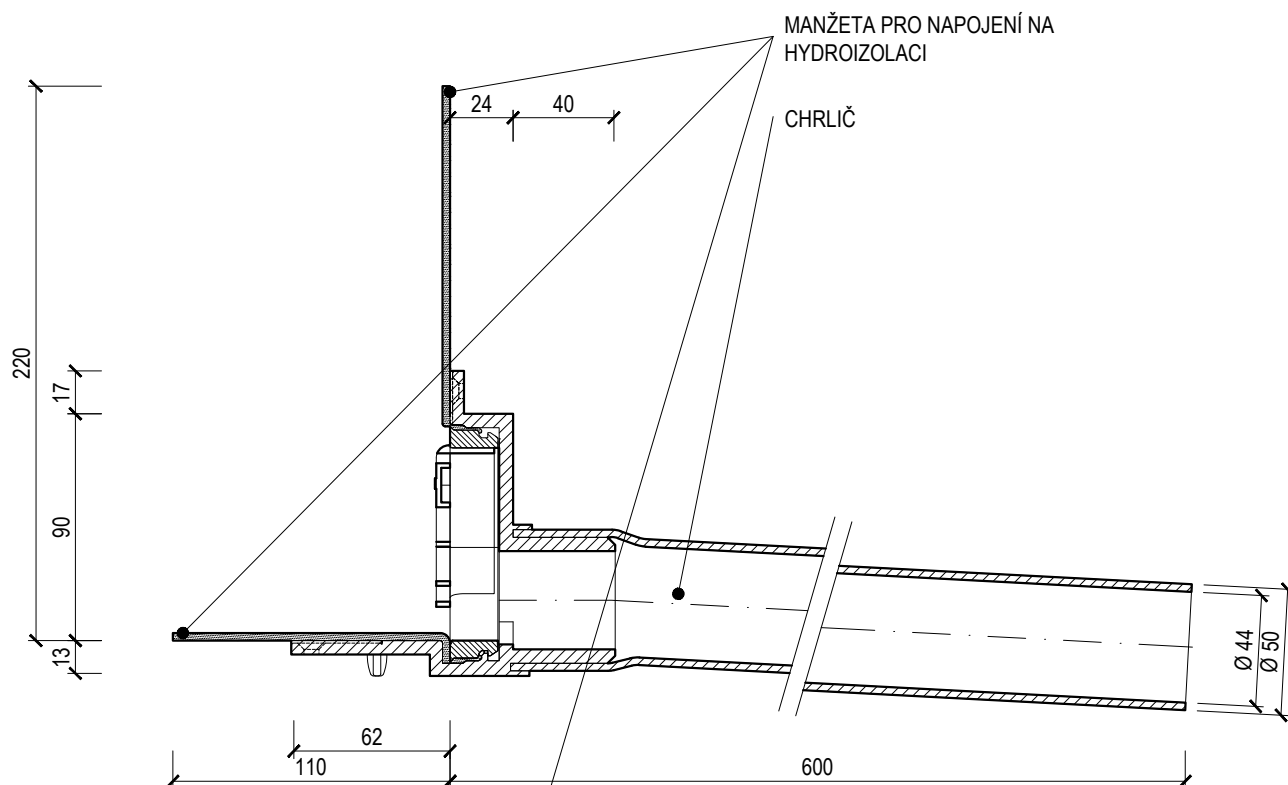 MANŽETA PRO NAPOJENÍ NA
HYDROIZOLACI
24
40
CHRLIČ
220
17
90
13
Ø 44
Ø 50
62
110
600